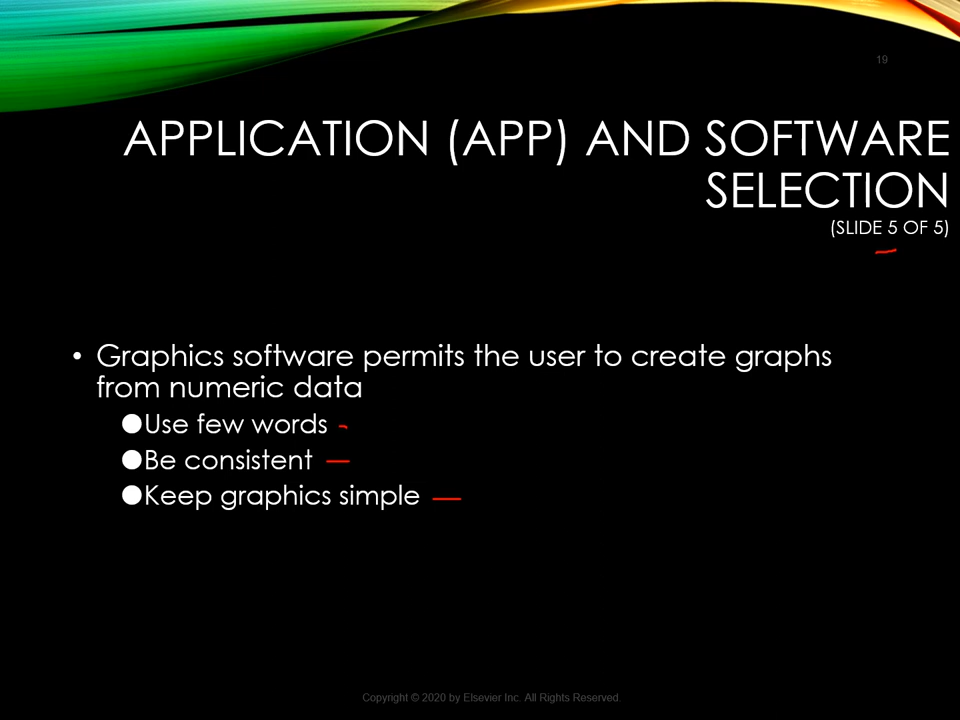 19
APPLICATION (APP) AND SOFTWARE
SELECTION
(SLIDE 5 OF 5)
• Graphics software permits the user to create graphs
from numeric data
●Use few words
●Be consistent
●Keep graphics simple
Copyright © 2020 by Elsevier Inc. All Rights Reserved.